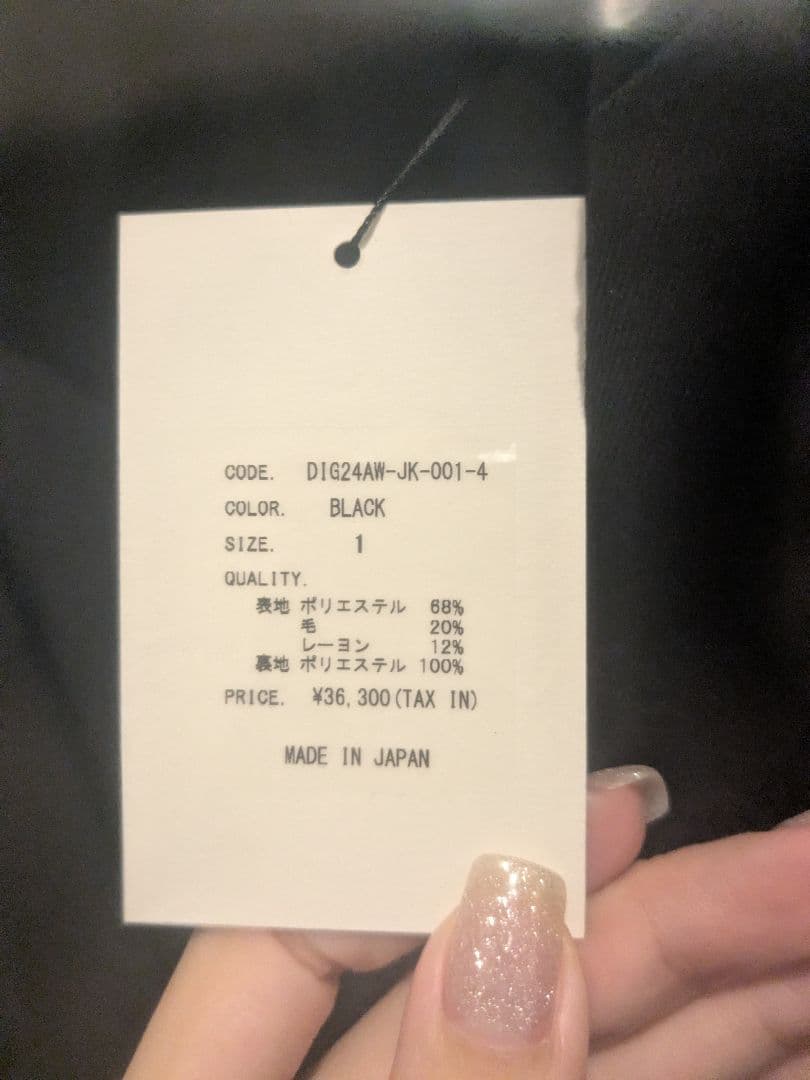 CODE. DIG24AW-JK-001-4
COLOR. BLACK
SIZE. 1
QUALITY.
表地 ポリエステル 68%
毛 20%
レーヨン 12%
裏地 ポリエステル 100%
PRICE. ¥36,300(TAX IN)
MADE IN JAPAN